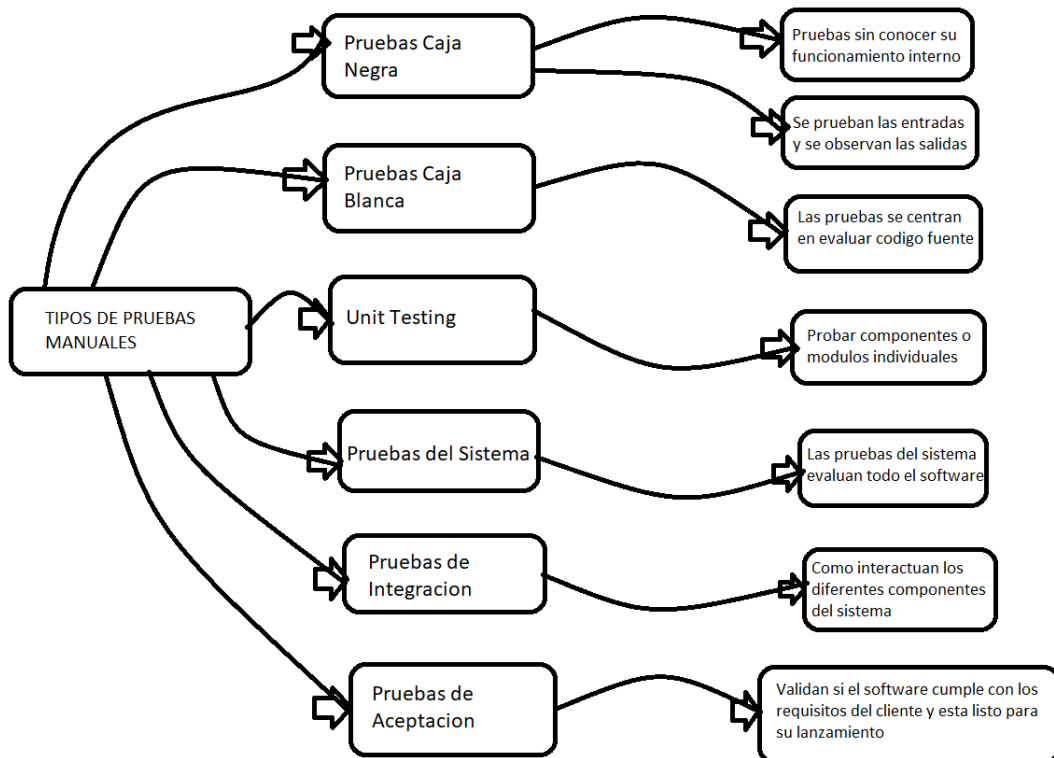 Pruebas Caja
Negra
Pruebas sin conocer su
funcionamiento interno
Se prueban las entradas
y se observan las salidas
Pruebas Caja
Blanca
Las pruebas se centran
en evaluar codigo fuente
TIPOS DE PRUEBAS
MANUALES
Unit Testing
Probar componentes o
modulos individuales
Pruebas del Sistema
Las pruebas del sistema
evaluan todo el software
Pruebas de
Integracion
Como interactuan los
diferentes componentes
del sistema
Pruebas de
Aceptacion
Validan si el software cumple con los
requisitos del cliente y esta listo para
su lanzamiento